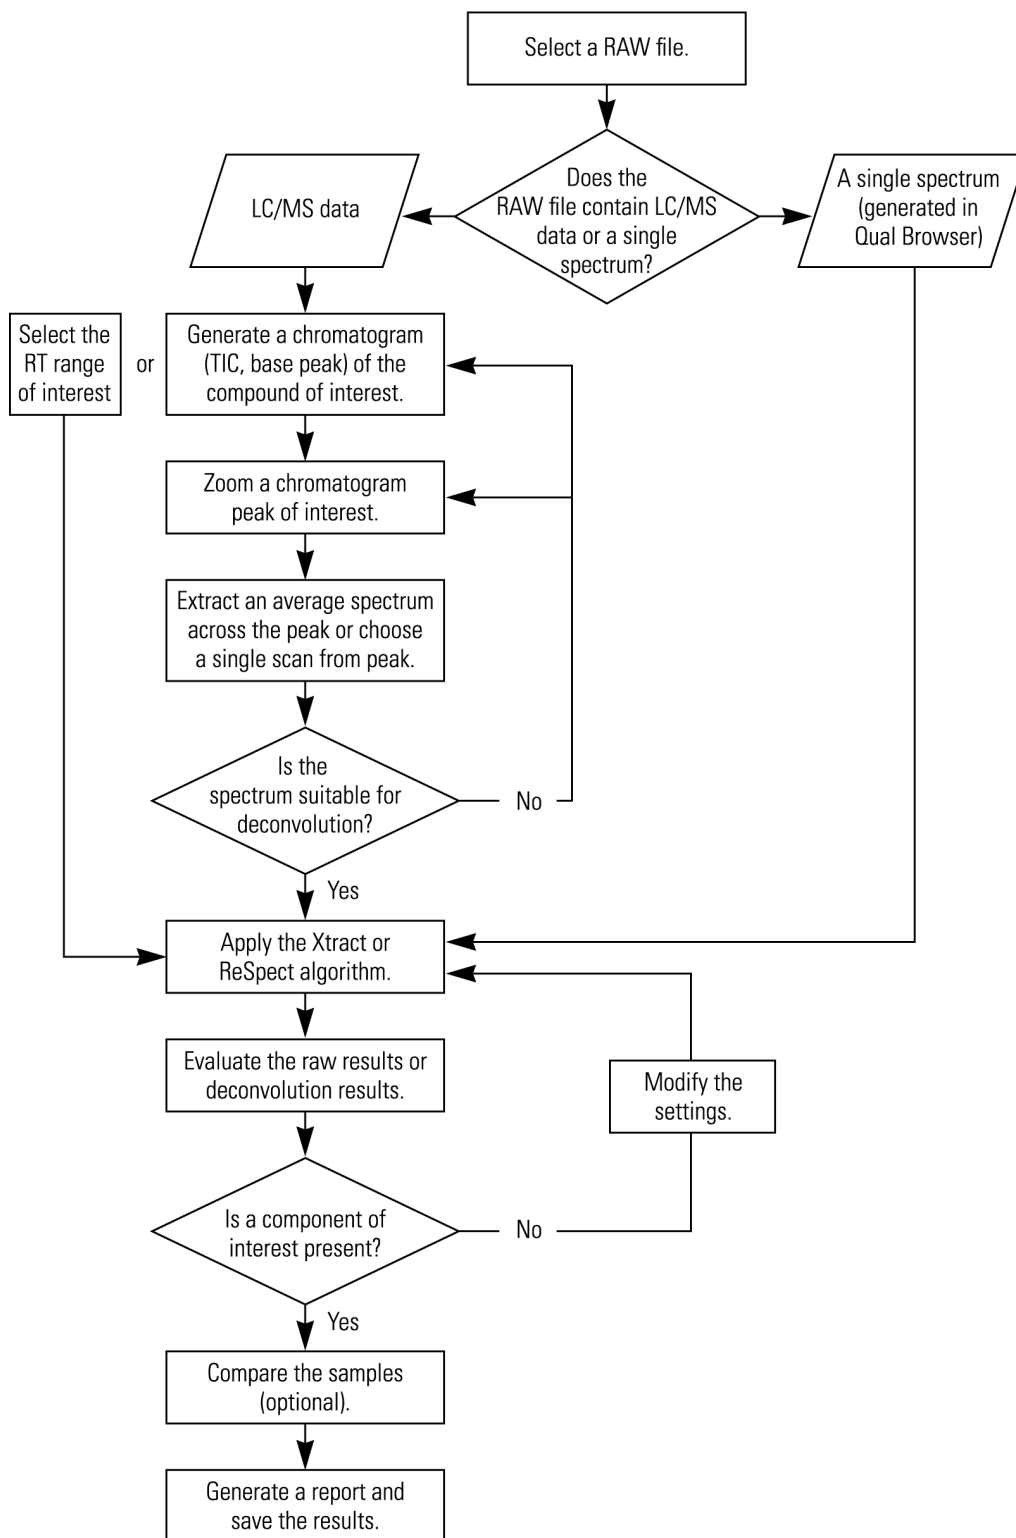 Select a RAW file.
Does the
RAW file contain LC/MS
data or a single
spectrum?
LC/MS data
A single spectrum
(generated in
Qual Browser)
Select the
RT range
of interest
or
Generate a chromatogram
(TIC, base peak) of the
compound of interest.
Zoom a chromatogram
peak of interest.
Extract an average spectrum
across the peak or choose
a single scan from peak.
Is the
spectrum suitable for
deconvolution?
No
Yes
Apply the Xtract or
ReSpect algorithm.
Evaluate the raw results or
deconvolution results.
Modify the
settings.
Is a component of
interest present?
No
Yes
Compare the samples
(optional).
Generate a report and
save the results.